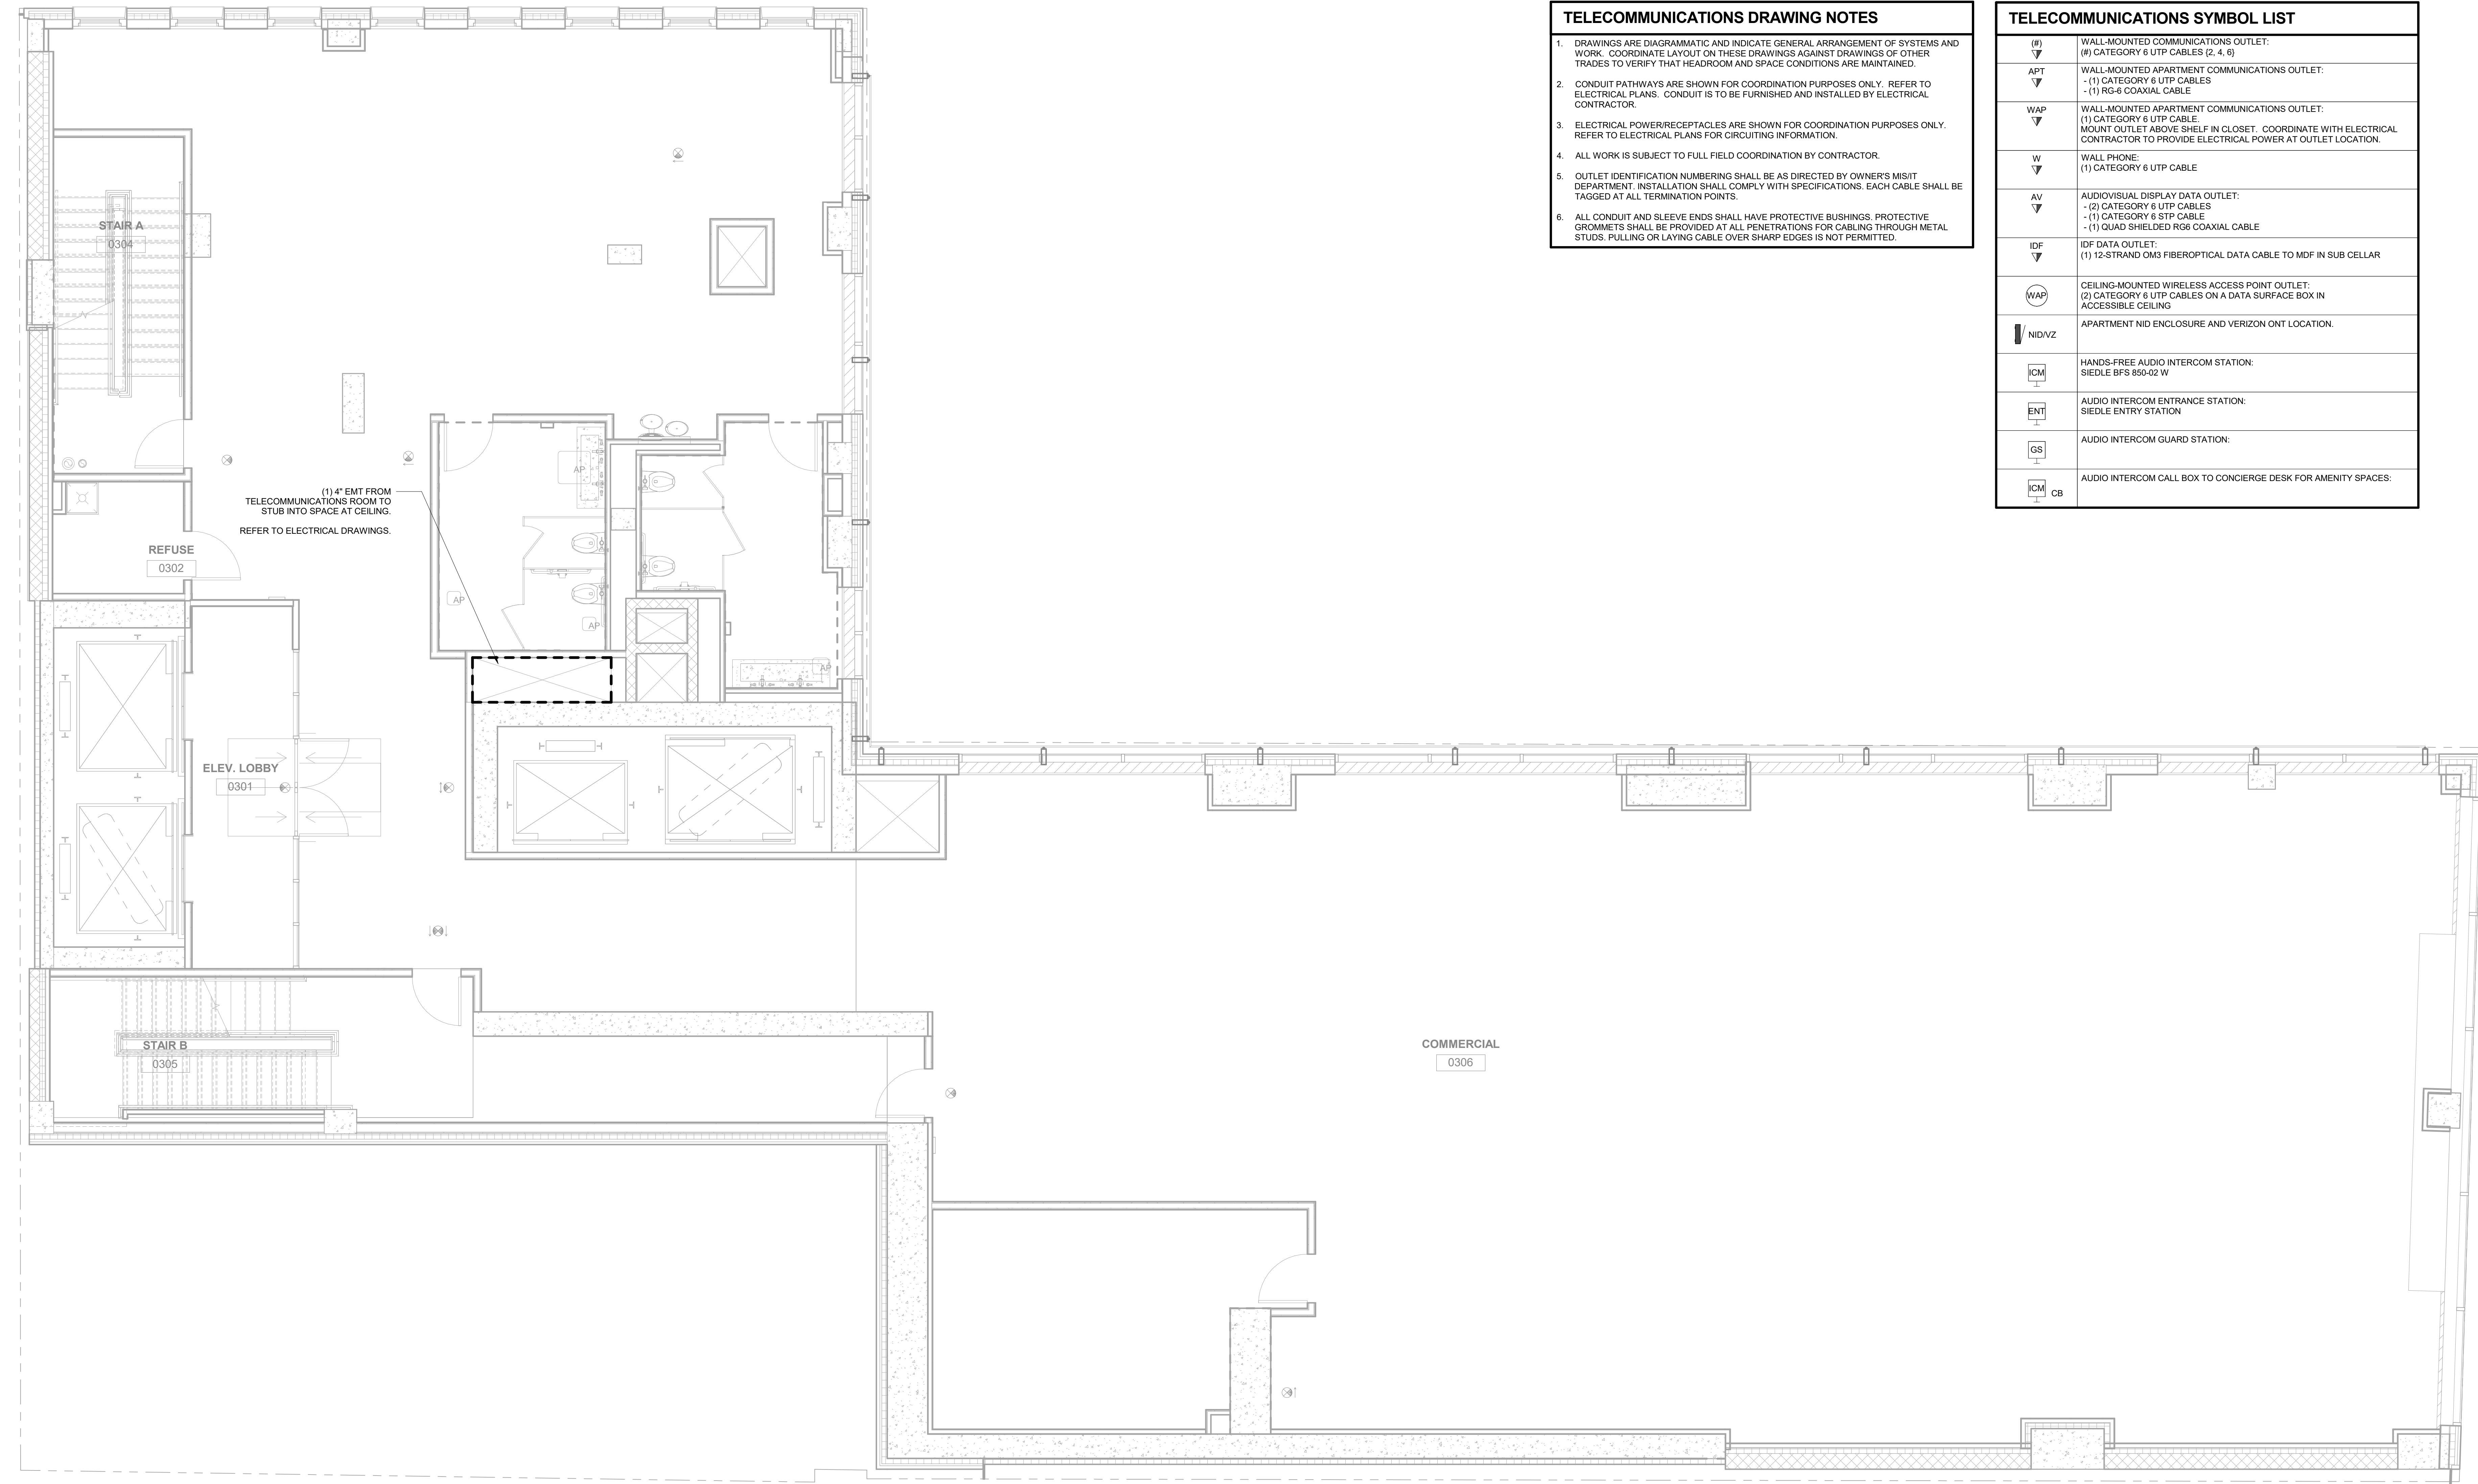 TELECOMMUNICATIONS DRAWING NOTES
1. DRAWINGS ARE DIAGRAMMATIC AND INDICATE GENERAL ARRANGEMENT OF SYSTEMS AND
WORK. COORDINATE LAYOUT ON THESE DRAWINGS AGAINST DRAWINGS OF OTHER
TRADES TO VERIFY THAT HEADROOM AND SPACE CONDITIONS ARE MAINTAINED.
2. CONDUIT PATHWAYS ARE SHOWN FOR COORDINATION PURPOSES ONLY. REFER TO
ELECTRICAL PLANS. CONDUIT IS TO BE FURNISHED AND INSTALLED BY ELECTRICAL
CONTRACTOR.
3. ELECTRICAL POWER/RECEPTACLES ARE SHOWN FOR COORDINATION PURPOSES ONLY.
REFER TO ELECTRICAL PLANS FOR CIRCUITING INFORMATION.
4. ALL WORK IS SUBJECT TO FULL FIELD COORDINATION BY CONTRACTOR.
5. OUTLET IDENTIFICATION NUMBERING SHALL BE AS DIRECTED BY OWNER'S MIS/IT
DEPARTMENT. INSTALLATION SHALL COMPLY WITH SPECIFICATIONS. EACH CABLE SHALL BE
TAGGED AT ALL TERMINATION POINTS.
6. ALL CONDUIT AND SLEEVE ENDS SHALL HAVE PROTECTIVE BUSHINGS. PROTECTIVE
GROMMETS SHALL BE PROVIDED AT ALL PENETRATIONS FOR CABLING THROUGH METAL
STUDS. PULLING OR LAYING CABLE OVER SHARP EDGES IS NOT PERMITTED.
TELECOMMUNICATIONS SYMBOL LIST
(#) WALL-MOUNTED COMMUNICATIONS OUTLET:
(#) CATEGORY 6 UTP CABLES {2, 4, 6}
APT WALL-MOUNTED APARTMENT COMMUNICATIONS OUTLET:
- (1) CATEGORY 6 UTP CABLES
- (1) RG-6 COAXIAL CABLE
WAP WALL-MOUNTED APARTMENT COMMUNICATIONS OUTLET:
(1) CATEGORY 6 UTP CABLE.
MOUNT OUTLET ABOVE SHELF IN CLOSET. COORDINATE WITH ELECTRICAL
CONTRACTOR TO PROVIDE ELECTRICAL POWER AT OUTLET LOCATION.
W WALL PHONE:
(1) CATEGORY 6 UTP CABLE
AV AUDIOVISUAL DISPLAY DATA OUTLET:
- (2) CATEGORY 6 UTP CABLES
- (1) CATEGORY 6 STP CABLE
- (1) QUAD SHIELDED RG6 COAXIAL CABLE
IDF IDF DATA OUTLET:
(1) 12-STRAND OM3 FIBEROPTICAL DATA CABLE TO MDF IN SUB CELLAR
WAP CEILING-MOUNTED WIRELESS ACCESS POINT OUTLET:
(2) CATEGORY 6 UTP CABLES ON A DATA SURFACE BOX IN
ACCESSIBLE CEILING
NID/VZ APARTMENT NID ENCLOSURE AND VERIZON ONT LOCATION.
ICM HANDS-FREE AUDIO INTERCOM STATION:
SIEDLE BFS 850-02 W
ENT AUDIO INTERCOM ENTRANCE STATION:
SIEDLE ENTRY STATION
GS AUDIO INTERCOM GUARD STATION:
ICM CB AUDIO INTERCOM CALL BOX TO CONCIERGE DESK FOR AMENITY SPACES:
STAIR A
0304
AP
(1) 4" EMT FROM
TELECOMMUNICATIONS ROOM TO
STUB INTO SPACE AT CEILING.
REFER TO ELECTRICAL DRAWINGS.
REFUSE
0302
AP
AP
AP
ELEV. LOBBY
0301
STAIR B
0305
COMMERCIAL
0306